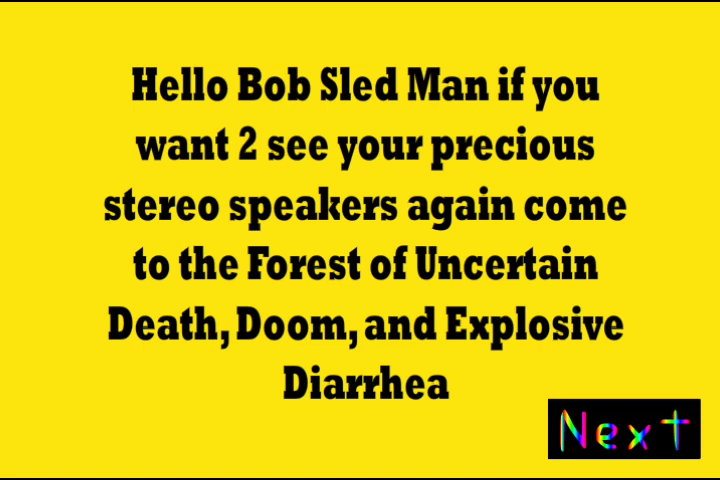 Hello Bob Sled Man if you
want 2 see your precious
stereo speakers again come
to the Forest of Uncertain
Death, Doom, and Explosive
Diarrhea
Next